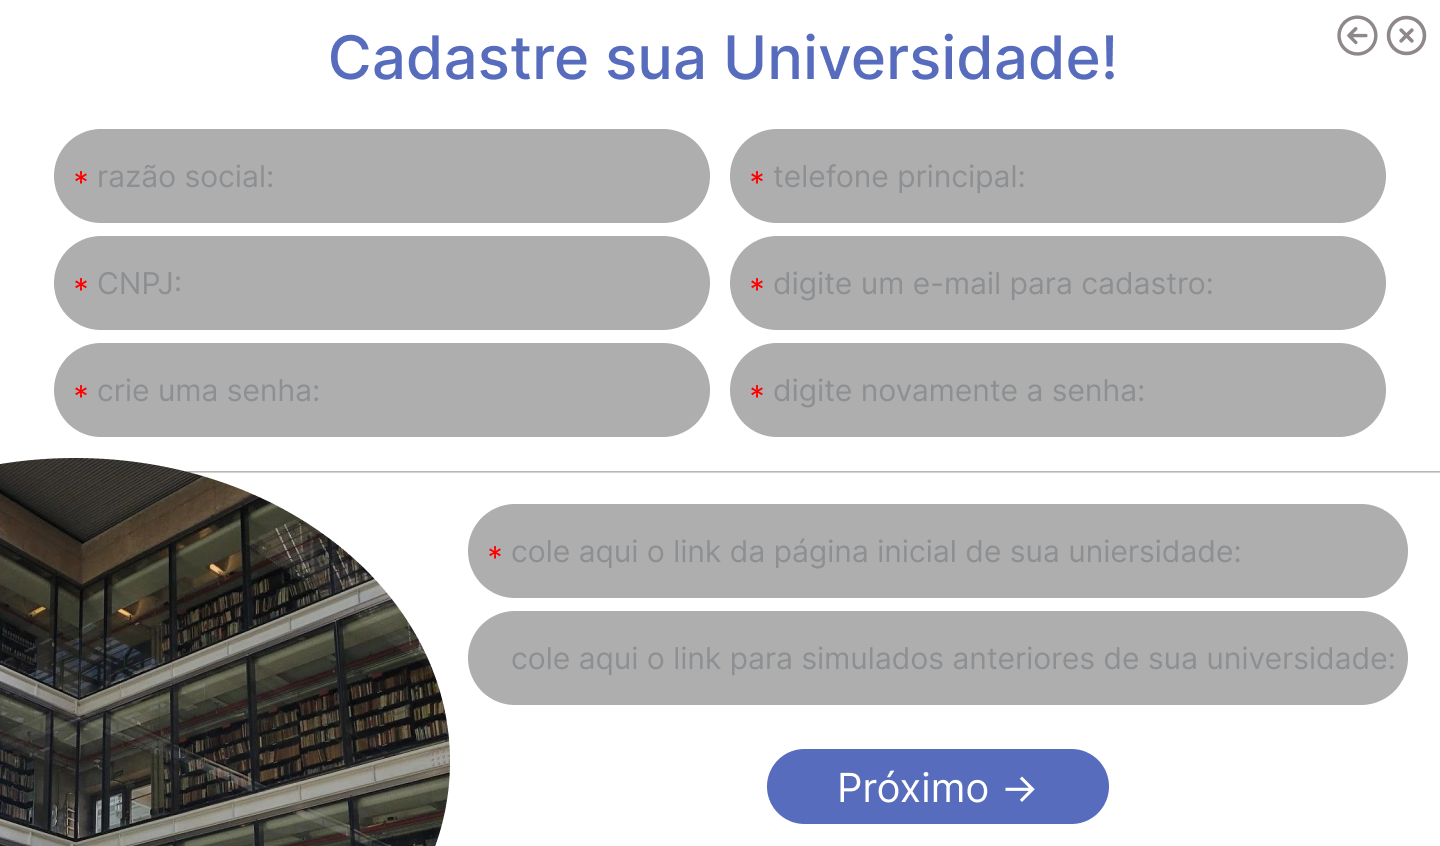 Cadastre sua Universidade!
* razão social:
* telefone principal:
* CNPJ:
* digite um e-mail para cadastro:
* crie uma senha:
* digite novamente a senha:
* cole aqui o link da página inicial de sua uniersidade:
cole aqui o link para simulados anteriores de sua universidade:
Próximo →